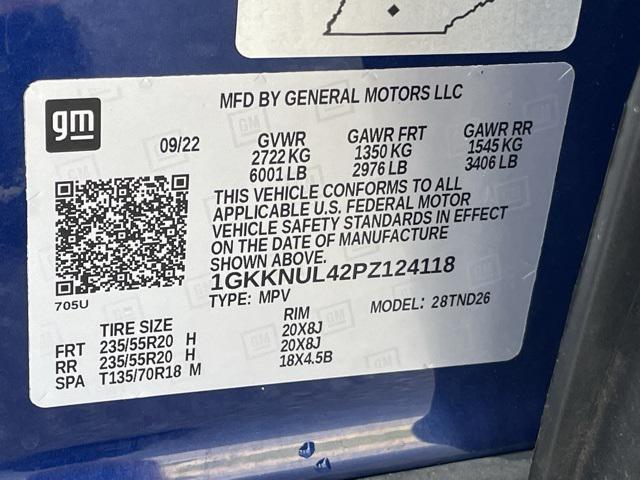 MFD BY GENERAL MOTORS LLC
gm
09/22 GVWR GAWR FRT GAWR RR
2722 KG 1350 KG 1545 KG
6001 LB 2976 LB 3406 LB
THIS VEHICLE CONFORMS TO ALL
APPLICABLE U.S. FEDERAL MOTOR
VEHICLE SAFETY STANDARDS IN EFFECT
ON THE DATE OF MANUFACTURE
SHOWN ABOVE.
1GKKNUL42PZ124118
705U TYPE: MPV MODEL: 28TND26
TIRE SIZE RIM
FRT 235/55R20 H 20X8J
RR 235/55R20 H 20X8J
SPA T135/70R18 M 18X4.5B